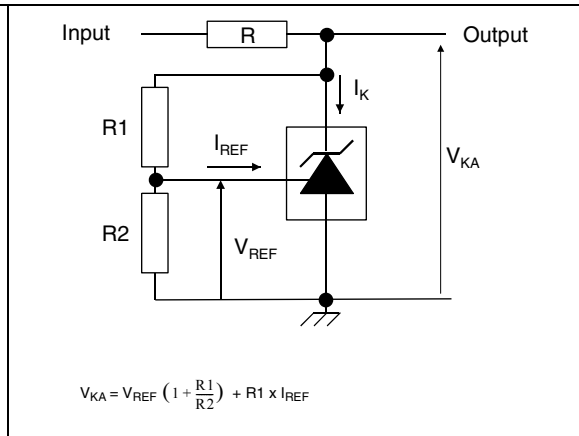 Input R Output
I_K
R1
I_REF
V_KA
R2
V_REF
V_KA = V_REF (1 + R1/R2) + R1 x I_REF